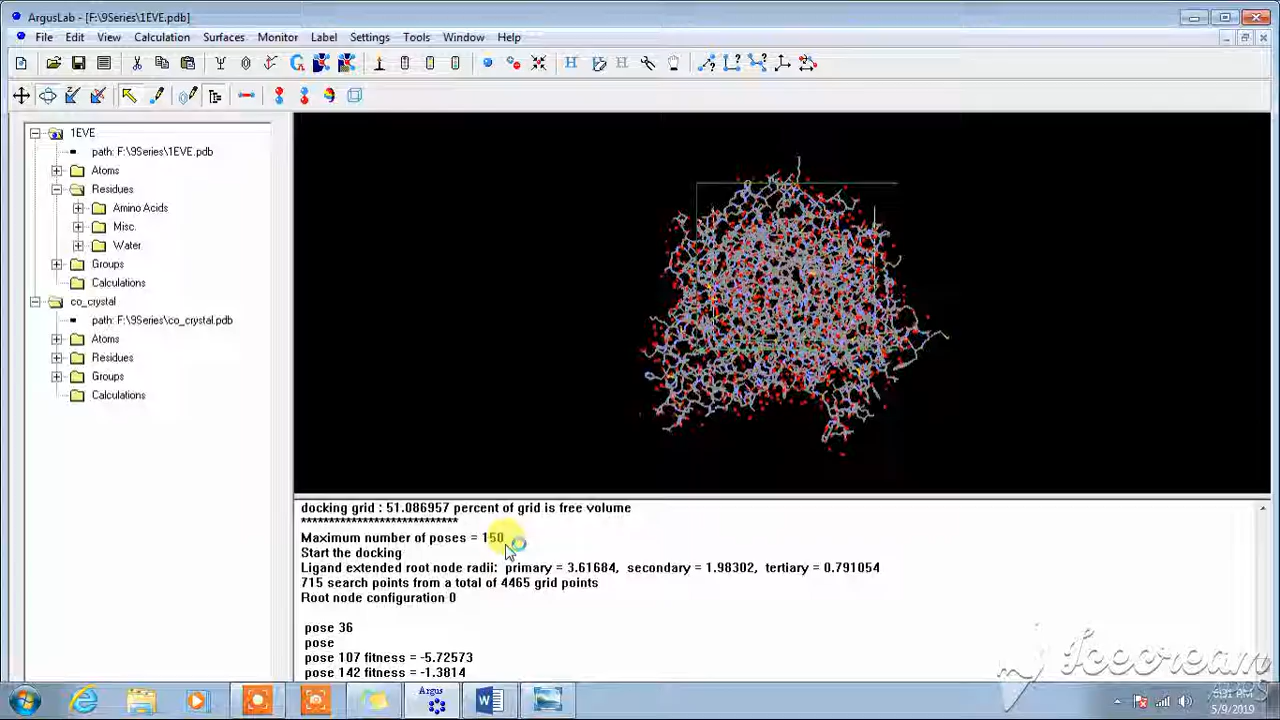 ArgusLab - [F:\9Series\1EVE.pdb]
File Edit View Calculation Surfaces Monitor Label Settings Tools Window Help
1EVE
path: F:\9Series\1EVE.pdb
Atoms
Residues
Amino Acids
Misc.
Water
Groups
Calculations
co_crystal
path: F:\9Series\co_crystal.pdb
Atoms
Residues
Groups
Calculations
docking grid : 51.086957 percent of grid is free volume
****************************
Maximum number of poses = 150
Start the docking
Ligand extended root node radii: primary = 3.61684, secondary = 1.98302, tertiary = 0.791054
715 search points from a total of 4465 grid points
Root node configuration 0
pose 36
pose
pose 107 fitness = -5.72573
pose 142 fitness = -1.3814
Icecream
Argus
5/9/2019